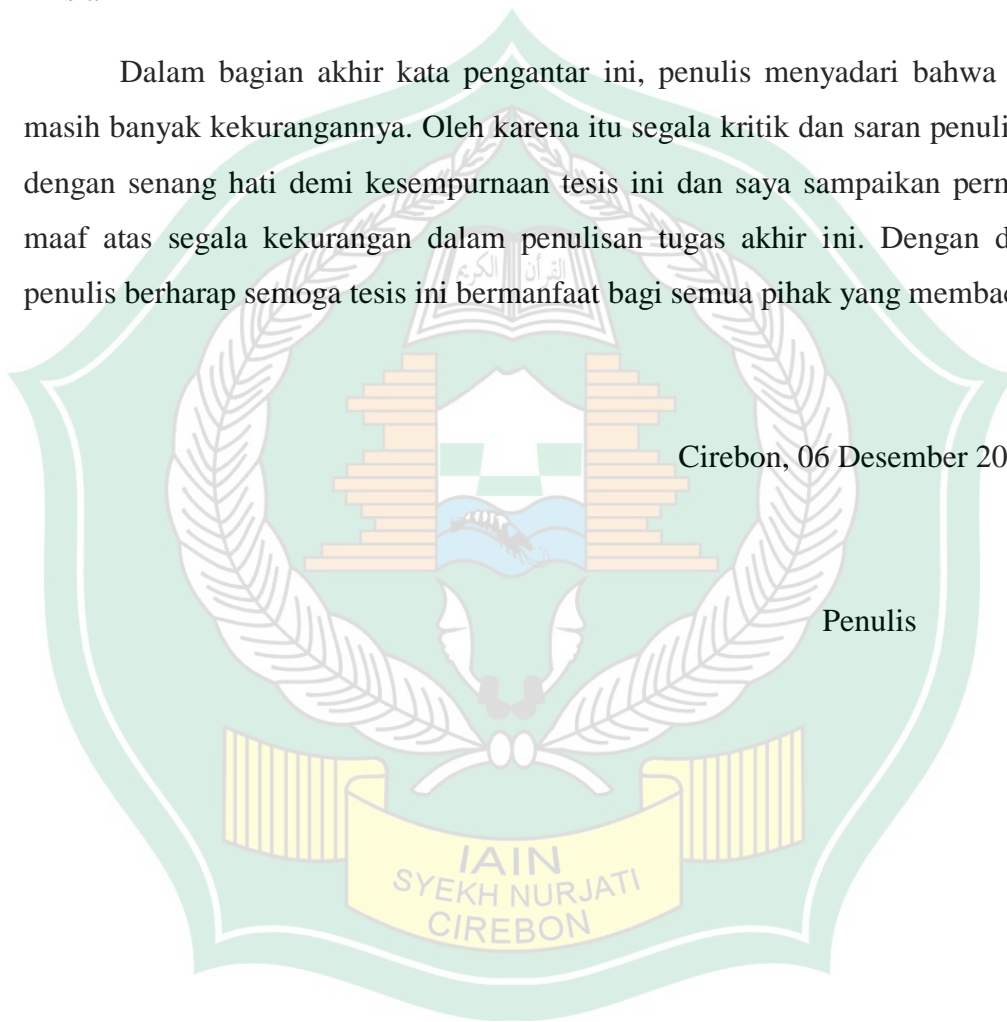 Dalam bagian akhir kata pengantar ini, penulis menyadari bahwa
masih banyak kekurangannya. Oleh karena itu segala kritik dan saran
dengan senang hati demi kesempurnaan tesis ini dan saya sampaikan
maaf atas segala kekurangan dalam penulisan tugas akhir ini. Dengan
penulis berharap semoga tesis ini bermanfaat bagi semua pihak yang
القرآن الكريم
Cirebon, 06 Desember 20
Penulis
IAIN
SYEKH NURJATI
CIREBON